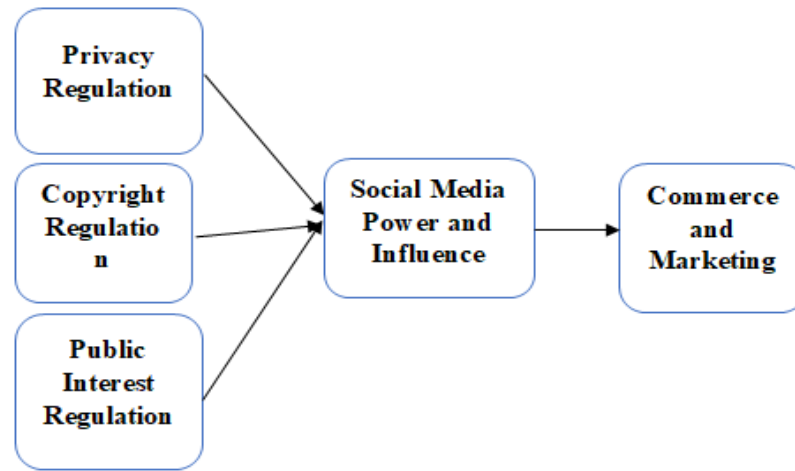 Privacy
Regulation
Copyright
Regulatio
n
Public
Interest
Regulation
Social Media
Power and
Influence
Commerce
and
Marketing